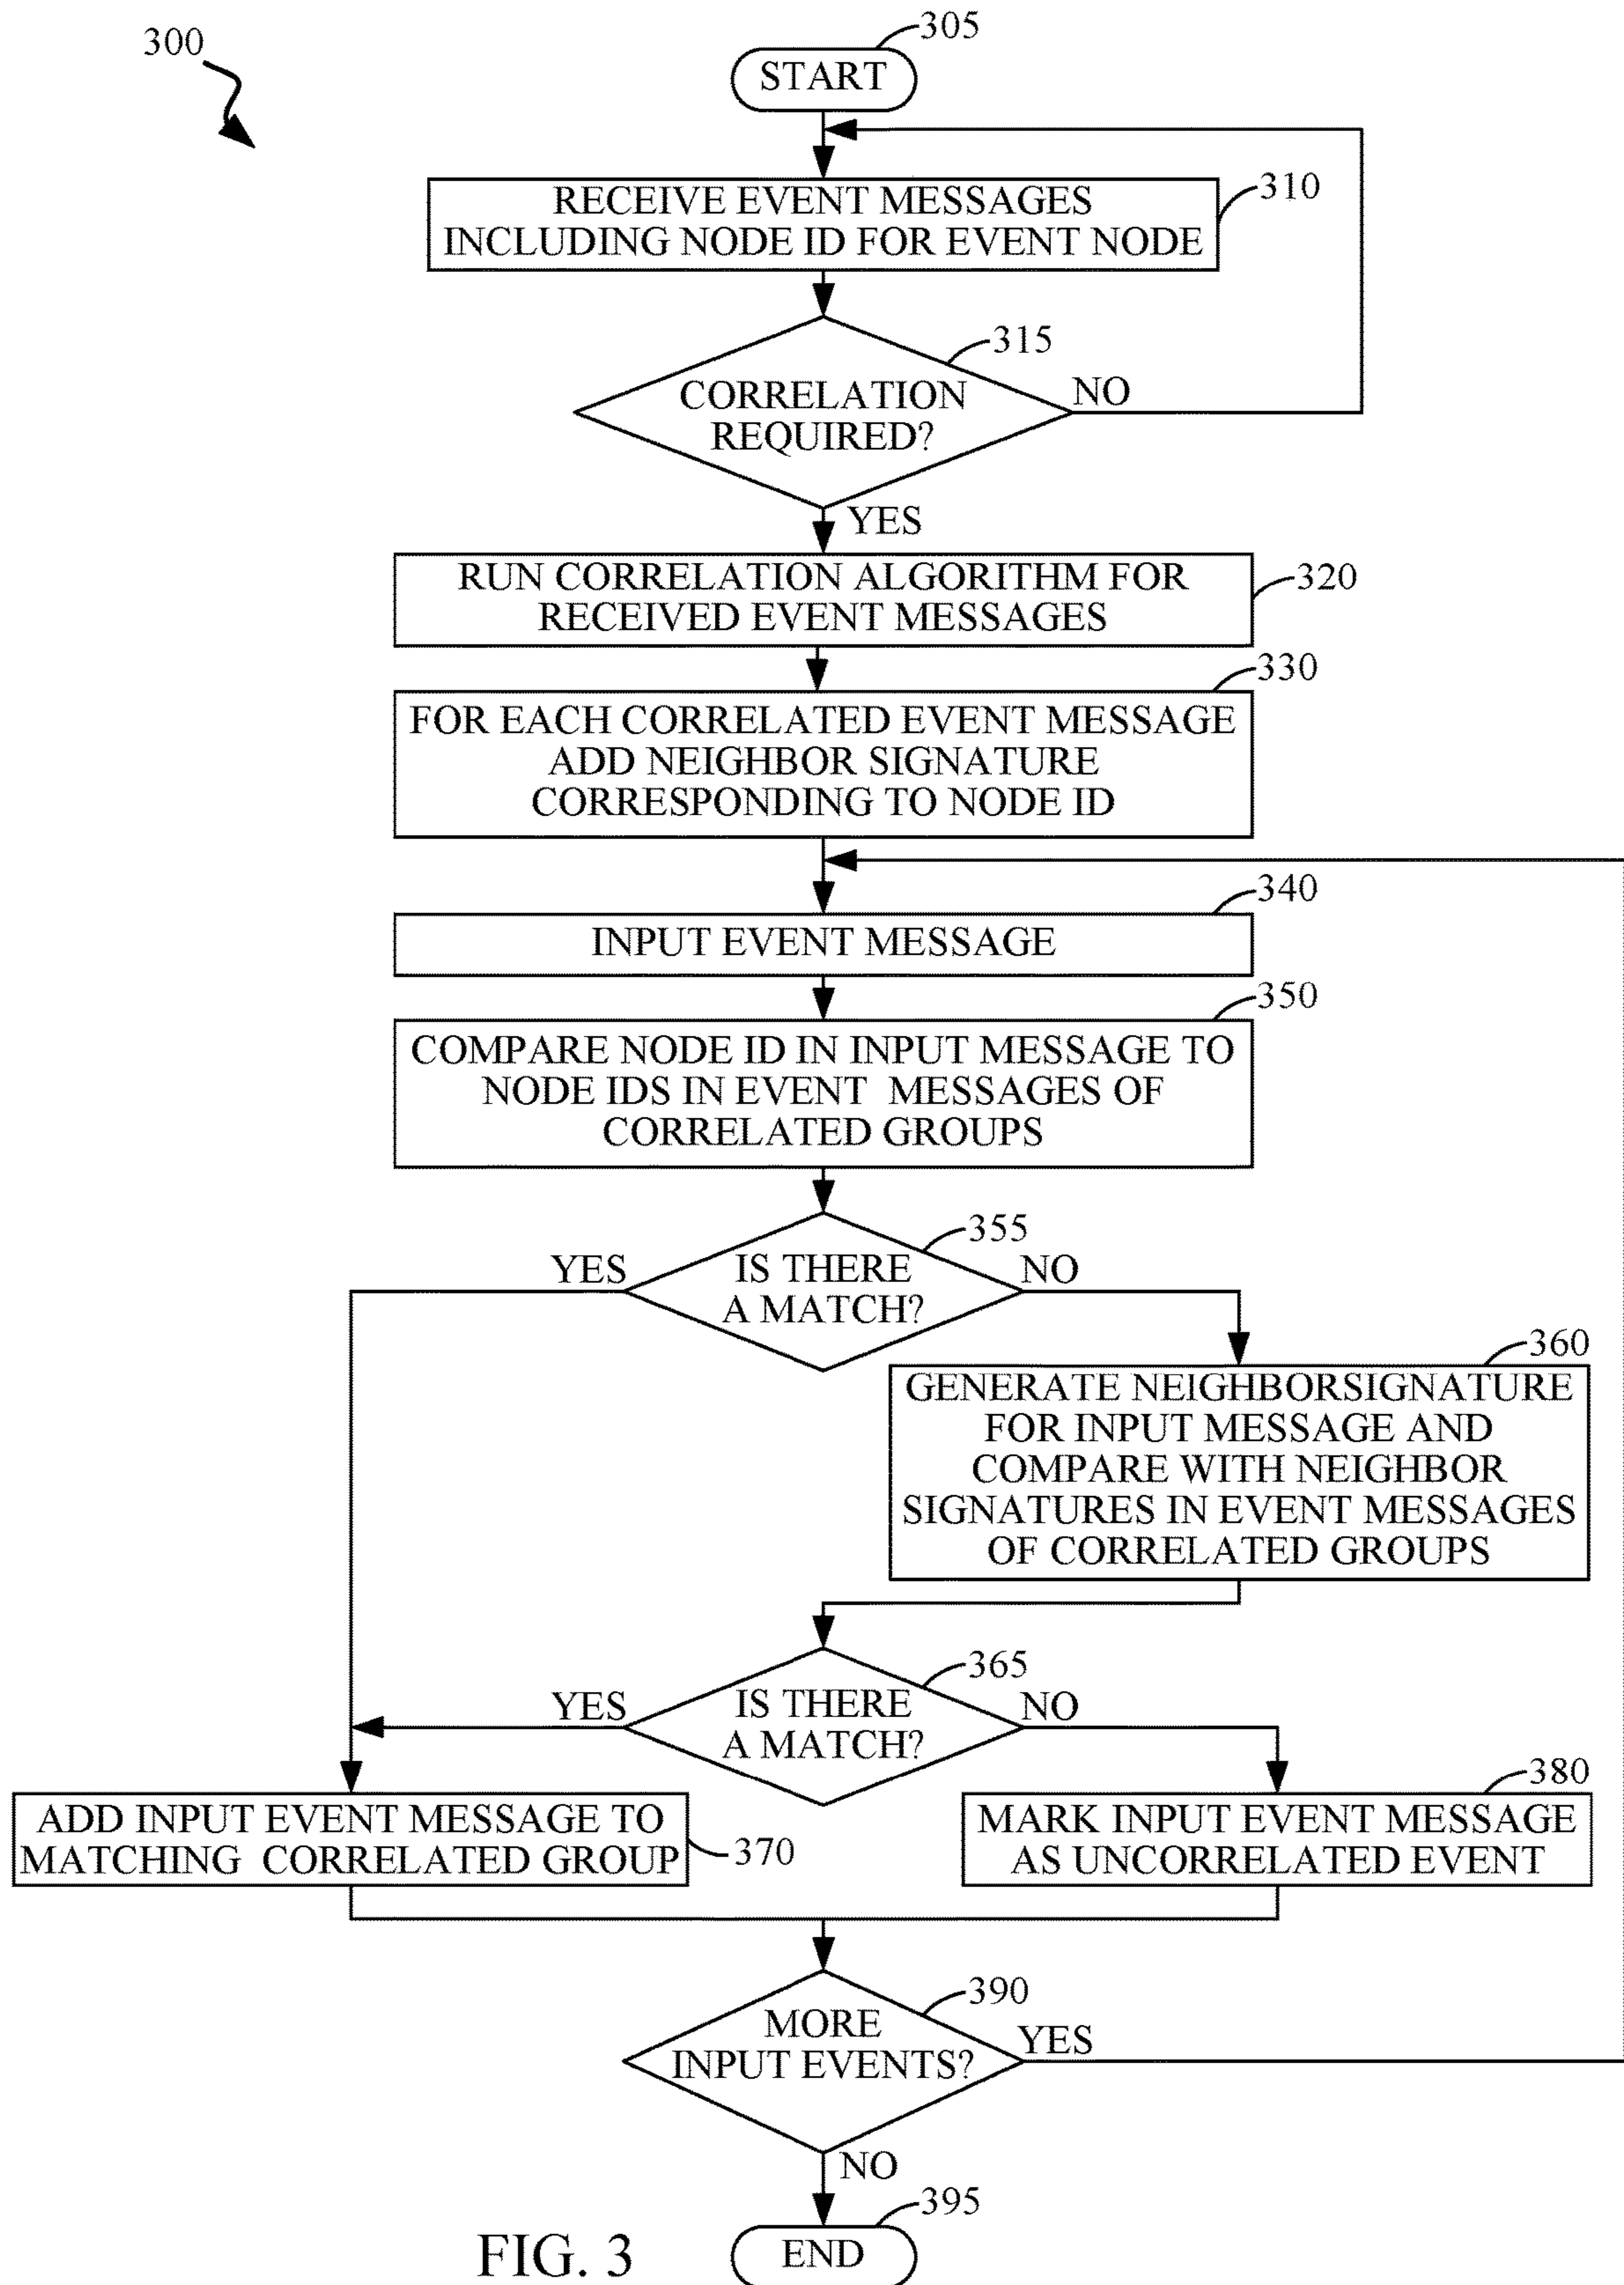 300
305
START
RECEIVE EVENT MESSAGES
INCLUDING NODE ID FOR EVENT NODE
310
315
CORRELATION
REQUIRED?
NO
YES
RUN CORRELATION ALGORITHM FOR
RECEIVED EVENT MESSAGES
320
330
FOR EACH CORRELATED EVENT MESSAGE
ADD NEIGHBOR SIGNATURE
CORRESPONDING TO NODE ID
340
INPUT EVENT MESSAGE
350
COMPARE NODE ID IN INPUT MESSAGE TO
NODE IDS IN EVENT MESSAGES OF
CORRELATED GROUPS
355
YES
IS THERE
A MATCH?
NO
360
GENERATE NEIGHBORSIGNATURE
FOR INPUT MESSAGE AND
COMPARE WITH NEIGHBOR
SIGNATURES IN EVENT MESSAGES
OF CORRELATED GROUPS
365
YES
IS THERE
A MATCH?
NO
ADD INPUT EVENT MESSAGE TO
MATCHING CORRELATED GROUP
370
380
MARK INPUT EVENT MESSAGE
AS UNCORRELATED EVENT
390
MORE
INPUT EVENTS?
YES
NO
395
END
FIG. 3